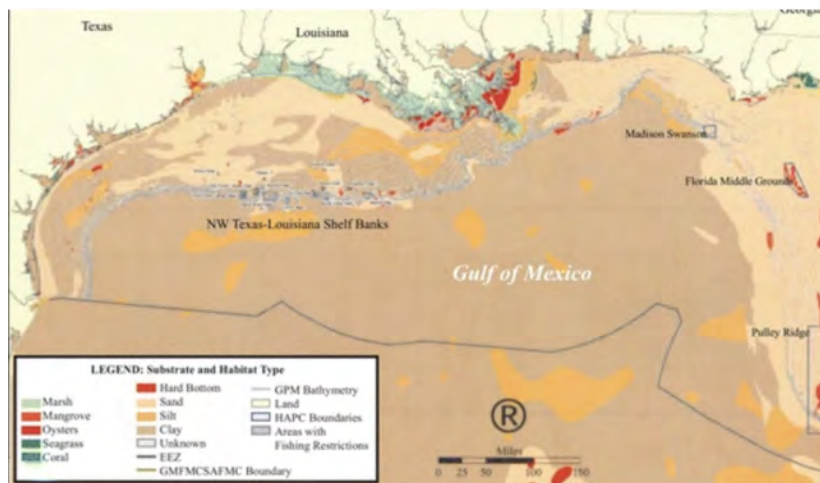 Georgia
Texas
Louisiana
Madison Swanson
Florida Middle Grounds
NW Texas-Louisiana Shelf Banks
Gulf of Mexico
Pulley Ridge
LEGEND: Substrate and Habitat Type
Marsh
Mangrove
Oysters
Seagrass
Coral
Hard Bottom
Sand
Silt
Clay
Unknown
EEZ
GMFMCSAFMC Boundary
GPM Bathymetry
Land
HAPC Boundaries
Areas with
Fishing Restrictions
®
Miles
0 25 50 100 150